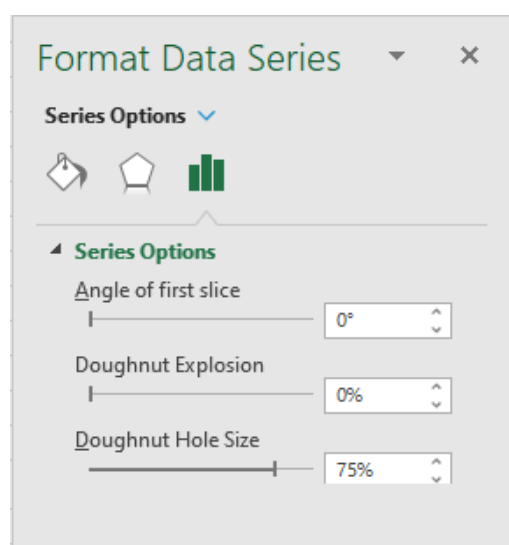 Format Data Series
Series Options
Series Options
Angle of first slice
0°
Doughnut Explosion
0%
Doughnut Hole Size
75%